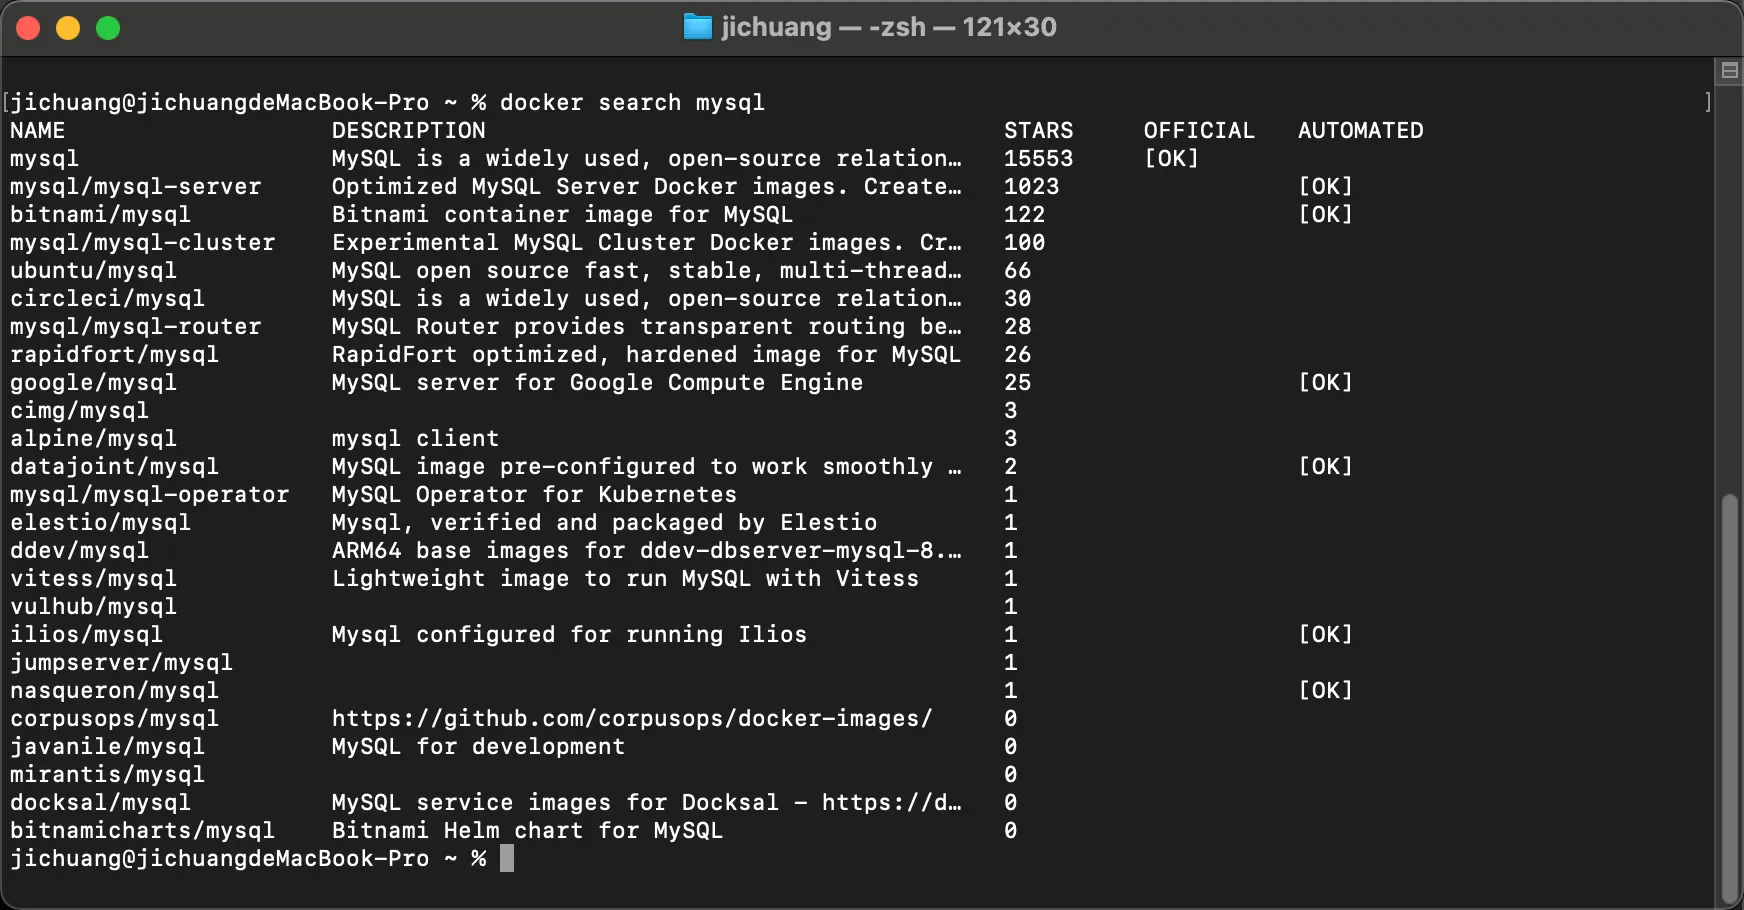 jichuang — -zsh — 121×30
[jichuang@jichuangdeMacBook-Pro ~ % docker search mysql ]
NAME DESCRIPTION STARS OFFICIAL AUTOMATED
mysql MySQL is a widely used, open-source relation… 15553 [OK]
mysql/mysql-server Optimized MySQL Server Docker images. Create… 1023 [OK]
bitnami/mysql Bitnami container image for MySQL 122 [OK]
mysql/mysql-cluster Experimental MySQL Cluster Docker images. Cr… 100
ubuntu/mysql MySQL open source fast, stable, multi-thread… 66
circleci/mysql MySQL is a widely used, open-source relation… 30
mysql/mysql-router MySQL Router provides transparent routing be… 28
rapidfort/mysql RapidFort optimized, hardened image for MySQL 26
google/mysql MySQL server for Google Compute Engine 25 [OK]
cimg/mysql 3
alpine/mysql mysql client 3
datajoint/mysql MySQL image pre-configured to work smoothly … 2 [OK]
mysql/mysql-operator MySQL Operator for Kubernetes 1
elestio/mysql Mysql, verified and packaged by Elestio 1
ddev/mysql ARM64 base images for ddev-dbserver-mysql-8.… 1
vitess/mysql Lightweight image to run MySQL with Vitess 1
vulhub/mysql 1
ilios/mysql Mysql configured for running Ilios 1 [OK]
jumpserver/mysql 1
nasqueron/mysql 1 [OK]
corpusops/mysql https://github.com/corpusops/docker-images/ 0
javanile/mysql MySQL for development 0
mirantis/mysql 0
docksal/mysql MySQL service images for Docksal - https://d… 0
bitnamicharts/mysql Bitnami Helm chart for MySQL 0
jichuang@jichuangdeMacBook-Pro ~ %